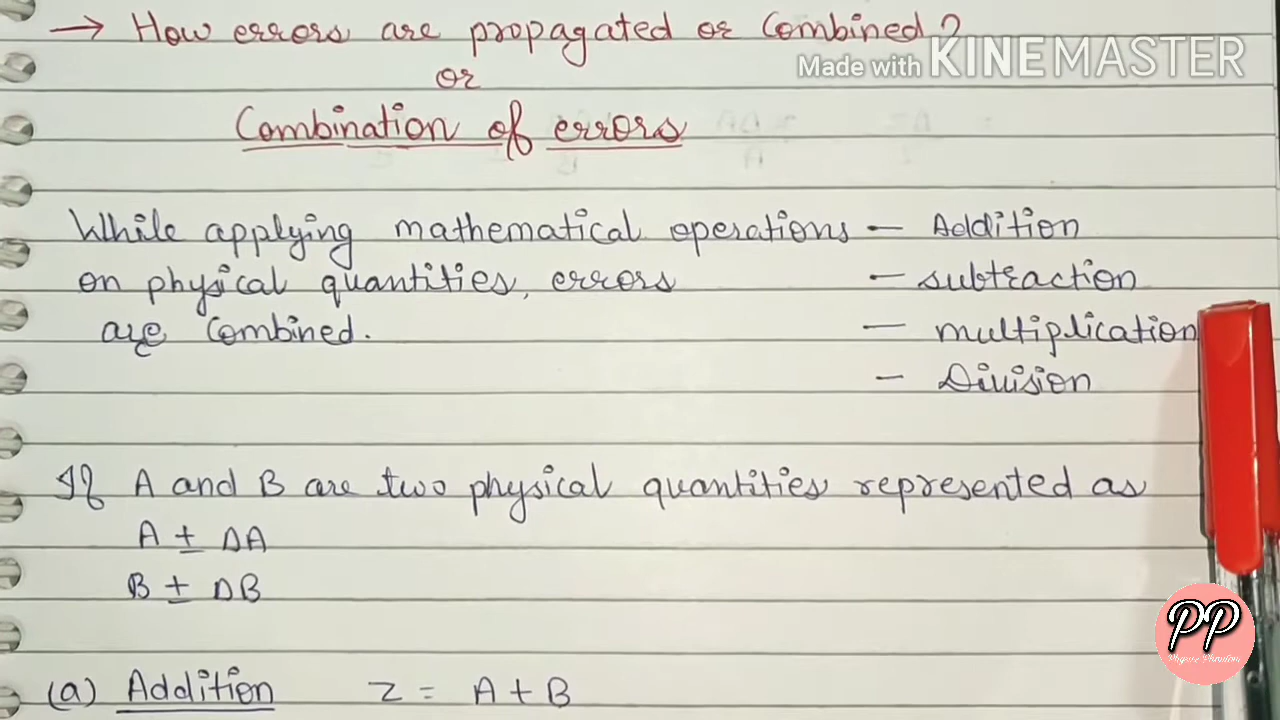 → How errors are propagated or Combined?
Made with KINEMASTER
or
Combination of errors
While applying mathematical operations — Addition
on physical quantities, errors — subtraction
are Combined. — multiplication
— Division
If A and B are two physical quantities represented as
A ± ΔA
B ± ΔB
PP
(a) Addition Z = A + B